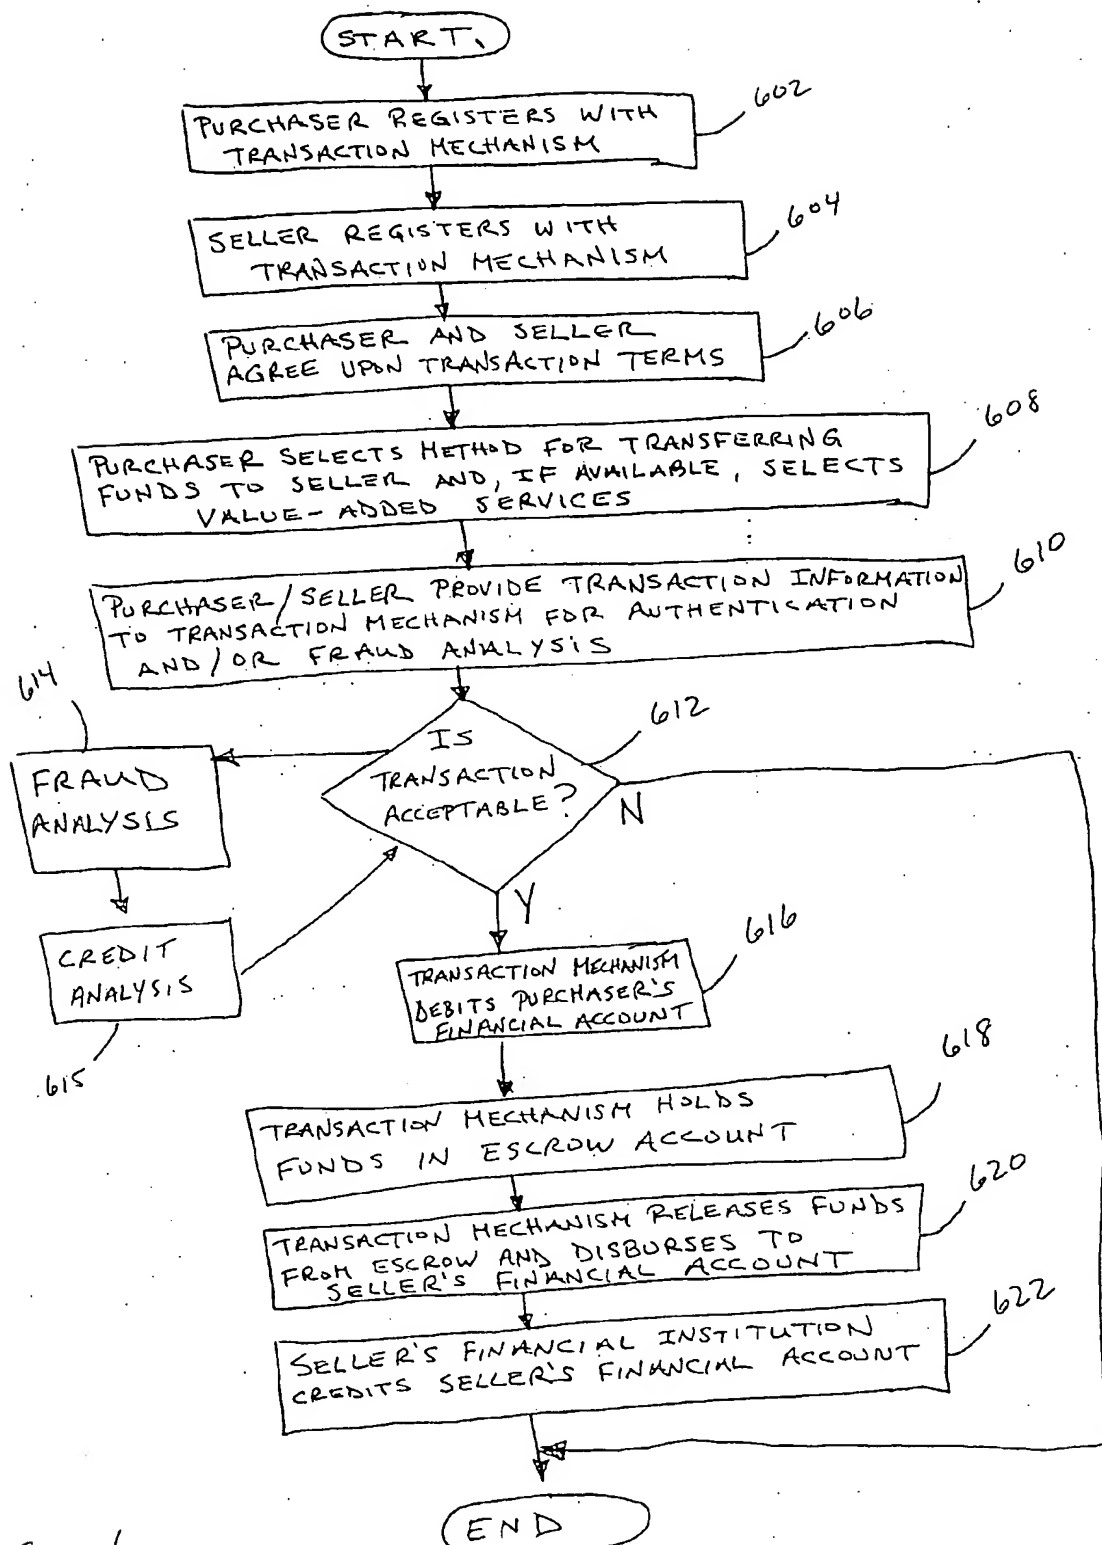 START.
602
PURCHASER REGISTERS WITH
TRANSACTION MECHANISM
604
SELLER REGISTERS WITH
TRANSACTION MECHANISM
606
PURCHASER AND SELLER
AGREE UPON TRANSACTION TERMS
608
PURCHASER SELECTS METHOD FOR TRANSFERRING
FUNDS TO SELLER AND, IF AVAILABLE, SELECTS
VALUE-ADDED SERVICES
610
PURCHASER/SELLER PROVIDE TRANSACTION INFORMATION
TO TRANSACTION MECHANISM FOR AUTHENTICATION
AND/OR FRAUD ANALYSIS
614
612
IS
TRANSACTION
ACCEPTABLE?
N
FRAUD
ANALYSIS
Y
CREDIT
ANALYSIS
615
616
TRANSACTION MECHANISM
DEBITS PURCHASER'S
FINANCIAL ACCOUNT
618
TRANSACTION MECHANISM HOLDS
FUNDS IN ESCROW ACCOUNT
620
TRANSACTION MECHANISM RELEASES FUNDS
FROM ESCROW AND DISBURSES TO
SELLER'S FINANCIAL ACCOUNT
622
SELLER'S FINANCIAL INSTITUTION
CREDITS SELLER'S FINANCIAL ACCOUNT
END